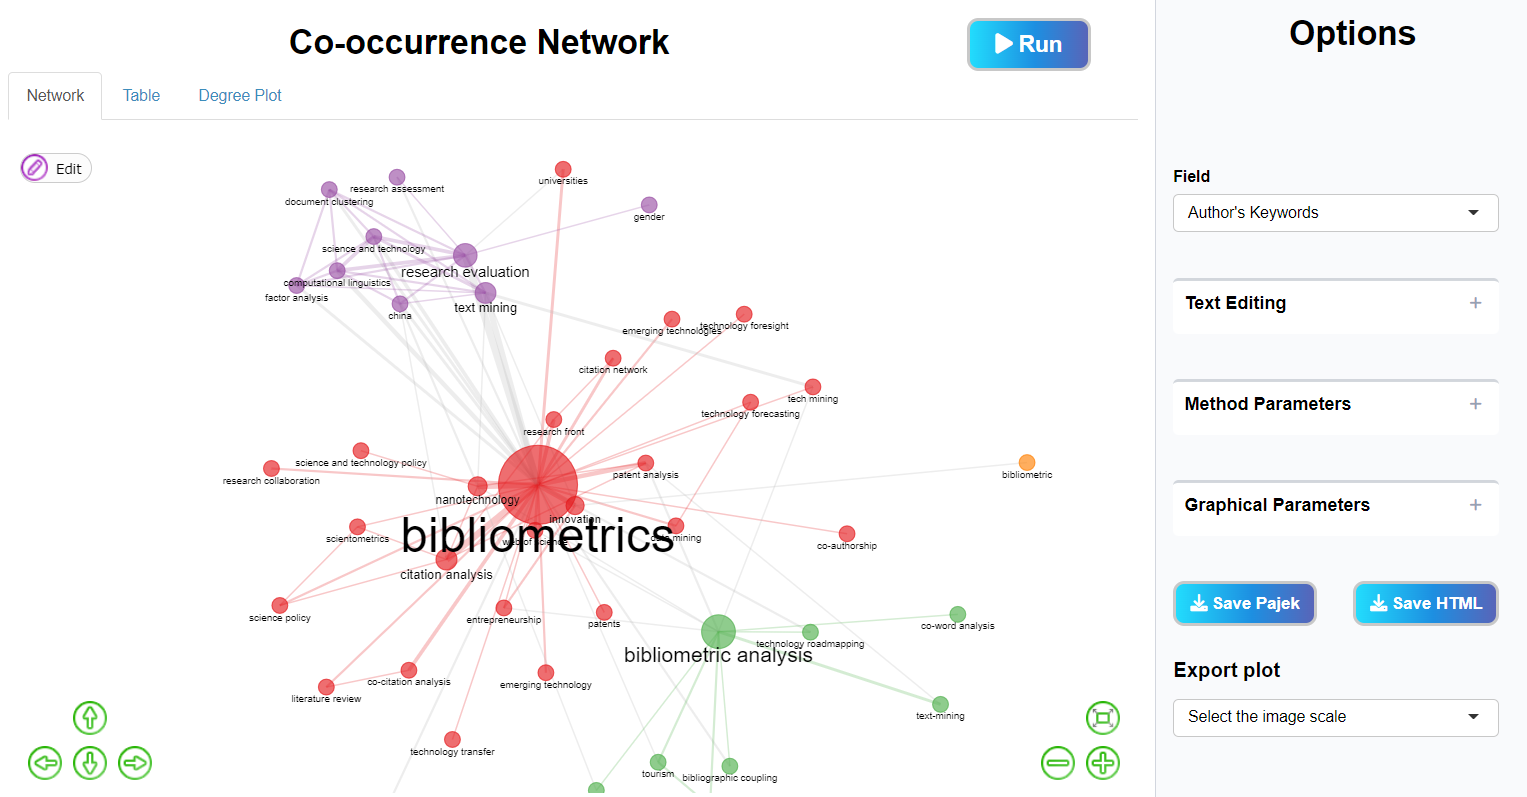 Co-occurrence Network
Run
Options
Network
Table
Degree Plot
Edit
universities
research assessment
document clustering
gender
science and technology
research evaluation
computational linguistics
factor analysis
text mining
china
emerging technologies
technology foresight
citation network
tech mining
technology forecasting
research front
science and technology policy
research collaboration
patent analysis
bibliometric
nanotechnology
innovation
bibliometrics
web of science
data mining
scientometrics
co-authorship
citation analysis
science policy
entrepreneurship
patents
co-word analysis
technology roadmapping
bibliometric analysis
co-citation analysis
emerging technology
literature review
text-mining
technology transfer
tourism
bibliographic coupling
Field
Author's Keywords
Text Editing
Method Parameters
Graphical Parameters
Save Pajek
Save HTML
Export plot
Select the image scale